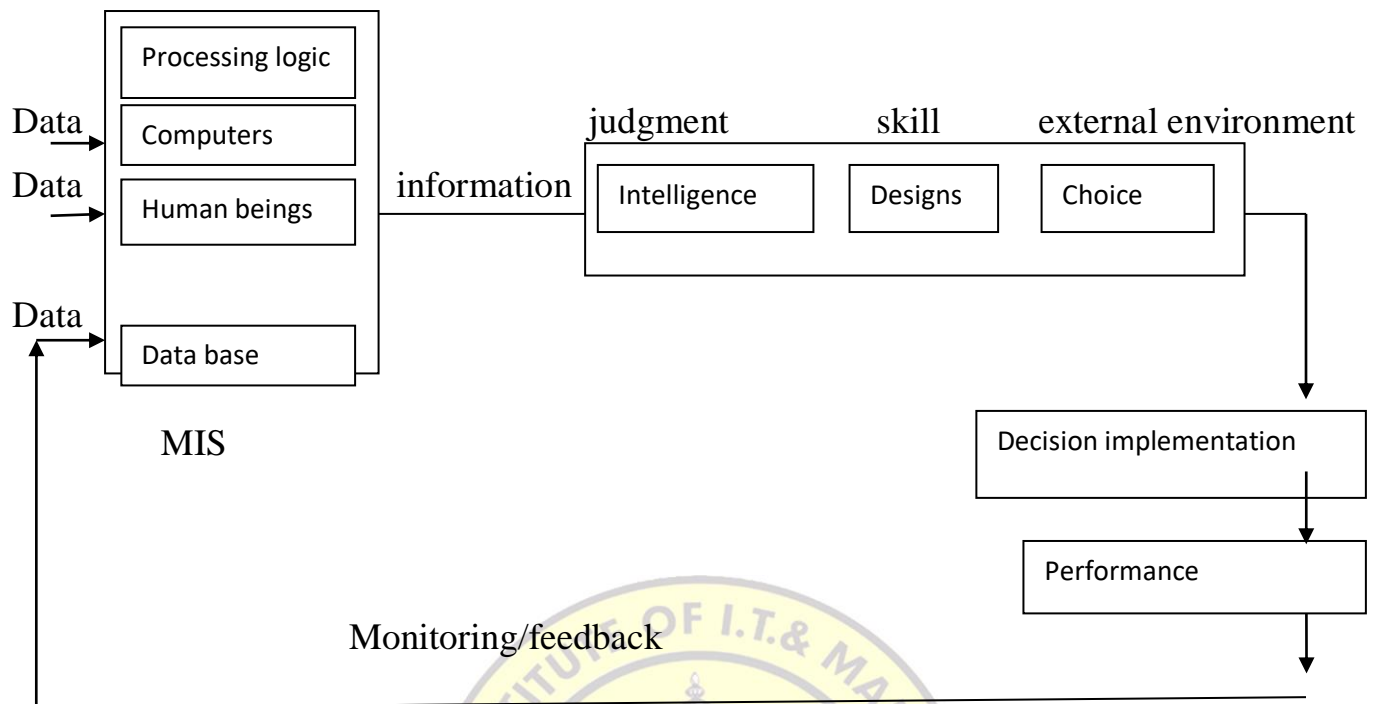 Processing logic
Data
Computers
judgment skill external environment
Data
Human beings
information
Intelligence Designs Choice
Data
Data base
MIS
Decision implementation
Performance
Monitoring/feedback
OF I.T.&